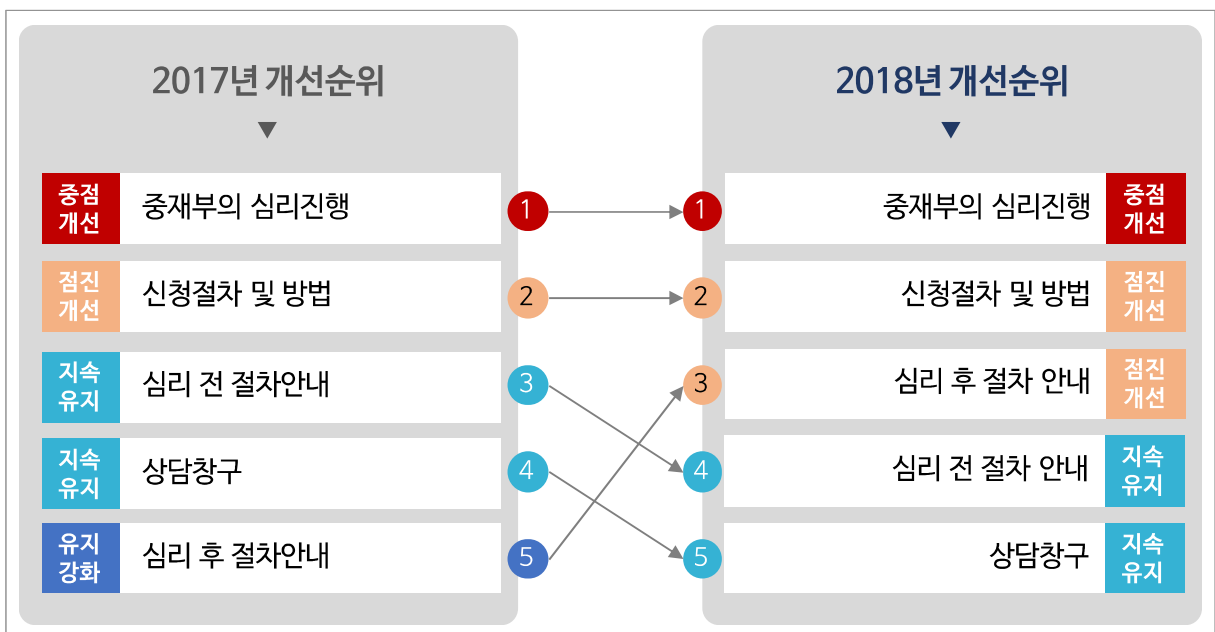 2017년 개선순위
▼
중점
개선
중재부의 심리진행
1
점진
개선
신청절차 및 방법
2
지속
유지
심리 전 절차안내
3
지속
유지
상담창구
4
유지
강화
심리 후 절차안내
5
2018년 개선순위
▼
1
중재부의 심리진행
중점
개선
2
신청절차 및 방법
점진
개선
3
심리 후 절차 안내
점진
개선
4
심리 전 절차 안내
지속
유지
5
상담창구
지속
유지